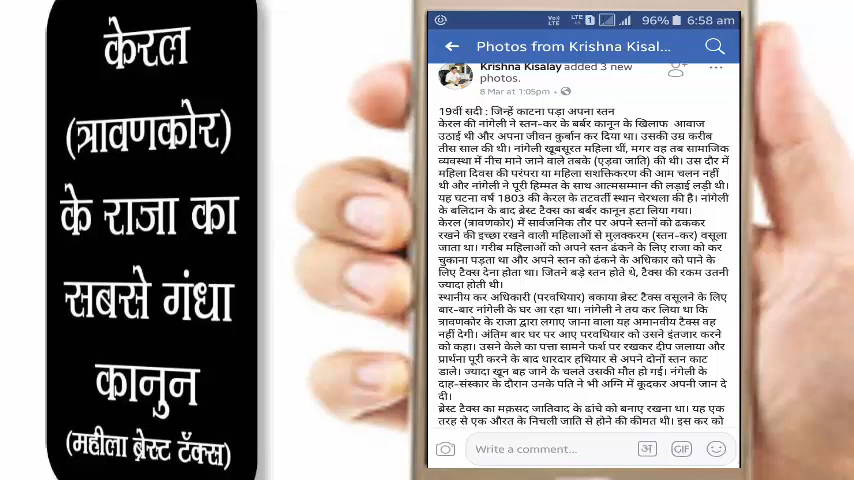 केरल
(त्रावणकोर)
के राजा का
सबसे गंधा
कानुन
(महीला ब्रेस्ट टॅक्स)
VoD LTE LTE 1 96% 6:58 am
Photos from Krishna Kisal...
Krishna Kisalay added 3 new
photos.
8 Mar at 1:05pm •
19वीं सदी : जिन्हें काटना पड़ा अपना स्तन
केरल की नांगेली ने स्तन-कर के बर्बर कानून के खिलाफ आवाज
उठाई थी और अपना जीवन कुर्बान कर दिया था। उसकी उम्र करीब
तीस साल की थी। नांगेली खूबसूरत महिला थीं, मगर वह तब सामाजिक
व्यवस्था में नीच माने जाने वाले तबके (एड़वा जाति) की थी। उस दौर में
महिला दिवस की परंपरा या महिला सशक्तिकरण की आम चलन नहीं
थी और नांगेली ने पूरी हिम्मत के साथ आत्मसम्मान की लड़ाई लड़ी थी।
यह घटना वर्ष 1803 की केरल के तटवर्ती स्थान चेरथला की है। नांगेली
के बलिदान के बाद ब्रेस्ट टैक्स का बर्बर कानून हटा लिया गया।
केरल (त्रावणकोर) में सार्वजनिक तौर पर अपने स्तनों को ढककर
रखने की इच्छा रखने वाली महिलाओं से मुलक्करम (स्तन-कर) वसूला
जाता था। गरीब महिलाओं को अपने स्तन ढंकने के लिए राजा को कर
चुकाना पड़ता था और अपने स्तन को ढंकने के अधिकार को पाने के
लिए टैक्स देना होता था। जितने बड़े स्तन होते थे, टैक्स की रकम उतनी
ज्यादा होती थी।
स्थानीय कर अधिकारी (परवथियार) बकाया ब्रेस्ट टैक्स वसूलने के लिए
बार-बार नांगेली के घर आ रहा था। नांगेली ने तय कर लिया था कि
त्रावणकोर के राजा द्वारा लगाए जाना वाला यह अमानवीय टैक्स वह
नहीं देगी। अंतिम बार घर पर आए परवथियार को उसने इंतजार करने
को कहा। उसने केले का पत्ता सामने फर्श पर रखकर दीप जलाया और
प्रार्थना पूरी करने के बाद धारदार हथियार से अपने दोनों स्तन काट
डाले। ज्यादा खून बह जाने के चलते उसकी मौत हो गई। नंगेली के
दाह-संस्कार के दौरान उनके पति ने भी अग्नि में कूदकर अपनी जान दे
दी।
ब्रेस्ट टैक्स का मक़सद जातिवाद के ढांचे को बनाए रखना था। यह एक
तरह से एक औरत के निचली जाति से होने की कीमत थी। इस कर को
Write a comment... अ GIF